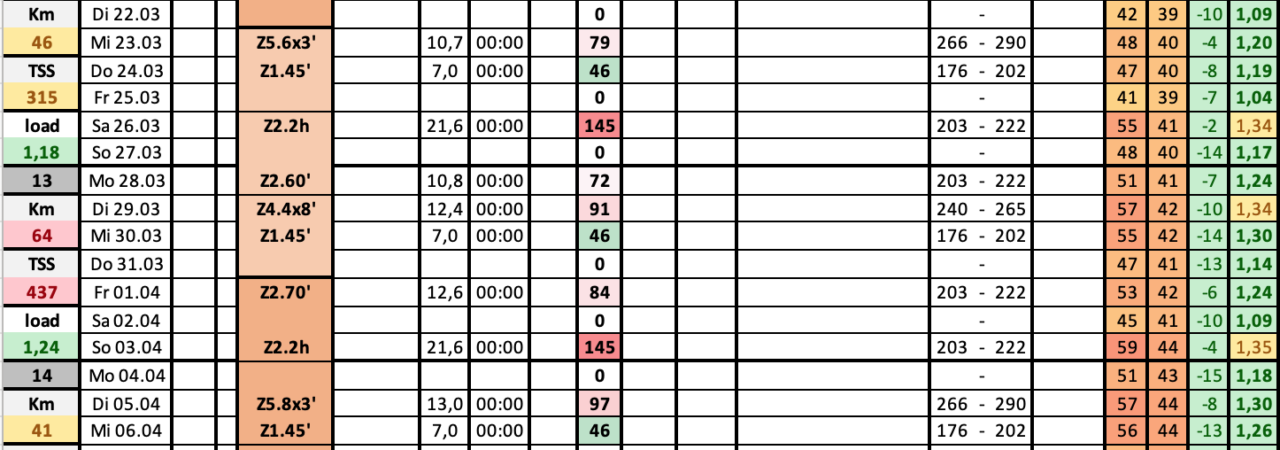 Km Di 22.03 0 - 42 39 -10 1,09
46 Mi 23.03 Z5.6x3' 10,7 00:00 79 266 - 290 48 40 -4 1,20
TSS Do 24.03 Z1.45' 7,0 00:00 46 176 - 202 47 40 -8 1,19
315 Fr 25.03 0 - 41 39 -7 1,04
load Sa 26.03 Z2.2h 21,6 00:00 145 203 - 222 55 41 -2 1,34
1,18 So 27.03 0 - 48 40 -14 1,17
13 Mo 28.03 Z2.60' 10,8 00:00 72 203 - 222 51 41 -7 1,24
Km Di 29.03 Z4.4x8' 12,4 00:00 91 240 - 265 57 42 -10 1,34
64 Mi 30.03 Z1.45' 7,0 00:00 46 176 - 202 55 42 -14 1,30
TSS Do 31.03 0 - 47 41 -13 1,14
437 Fr 01.04 Z2.70' 12,6 00:00 84 203 - 222 53 42 -6 1,24
load Sa 02.04 0 - 45 41 -10 1,09
1,24 So 03.04 Z2.2h 21,6 00:00 145 203 - 222 59 44 -4 1,35
14 Mo 04.04 0 - 51 43 -15 1,18
Km Di 05.04 Z5.8x3' 13,0 00:00 97 266 - 290 57 44 -8 1,30
41 Mi 06.04 Z1.45' 7,0 00:00 46 176 - 202 56 44 -13 1,26